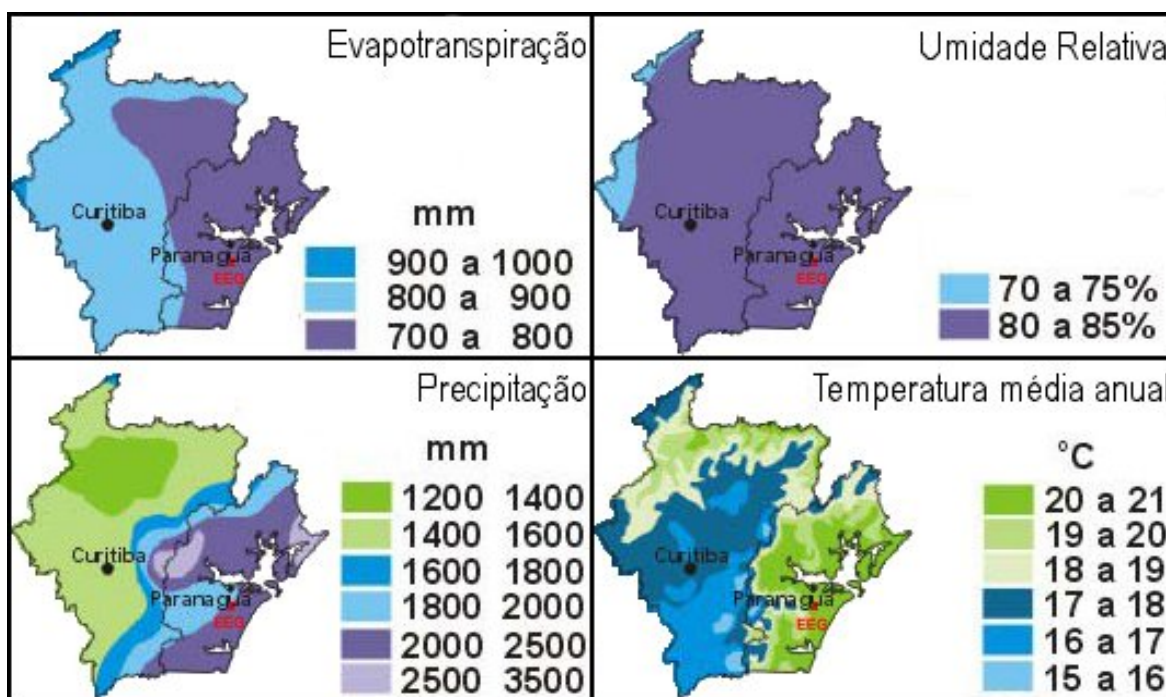 Evapotranspiração
Curitiba
Paranaguá
EEG
mm
900 a 1000
800 a 900
700 a 800
Umidade Relativa
Curitiba
Paranaguá
EEG
70 a 75%
80 a 85%
Precipitação
Curitiba
Paranaguá
EEG
mm
1200 1400
1400 1600
1600 1800
1800 2000
2000 2500
2500 3500
Temperatura média anual
Curitiba
Paranaguá
EEG
°C
20 a 21
19 a 20
18 a 19
17 a 18
16 a 17
15 a 16